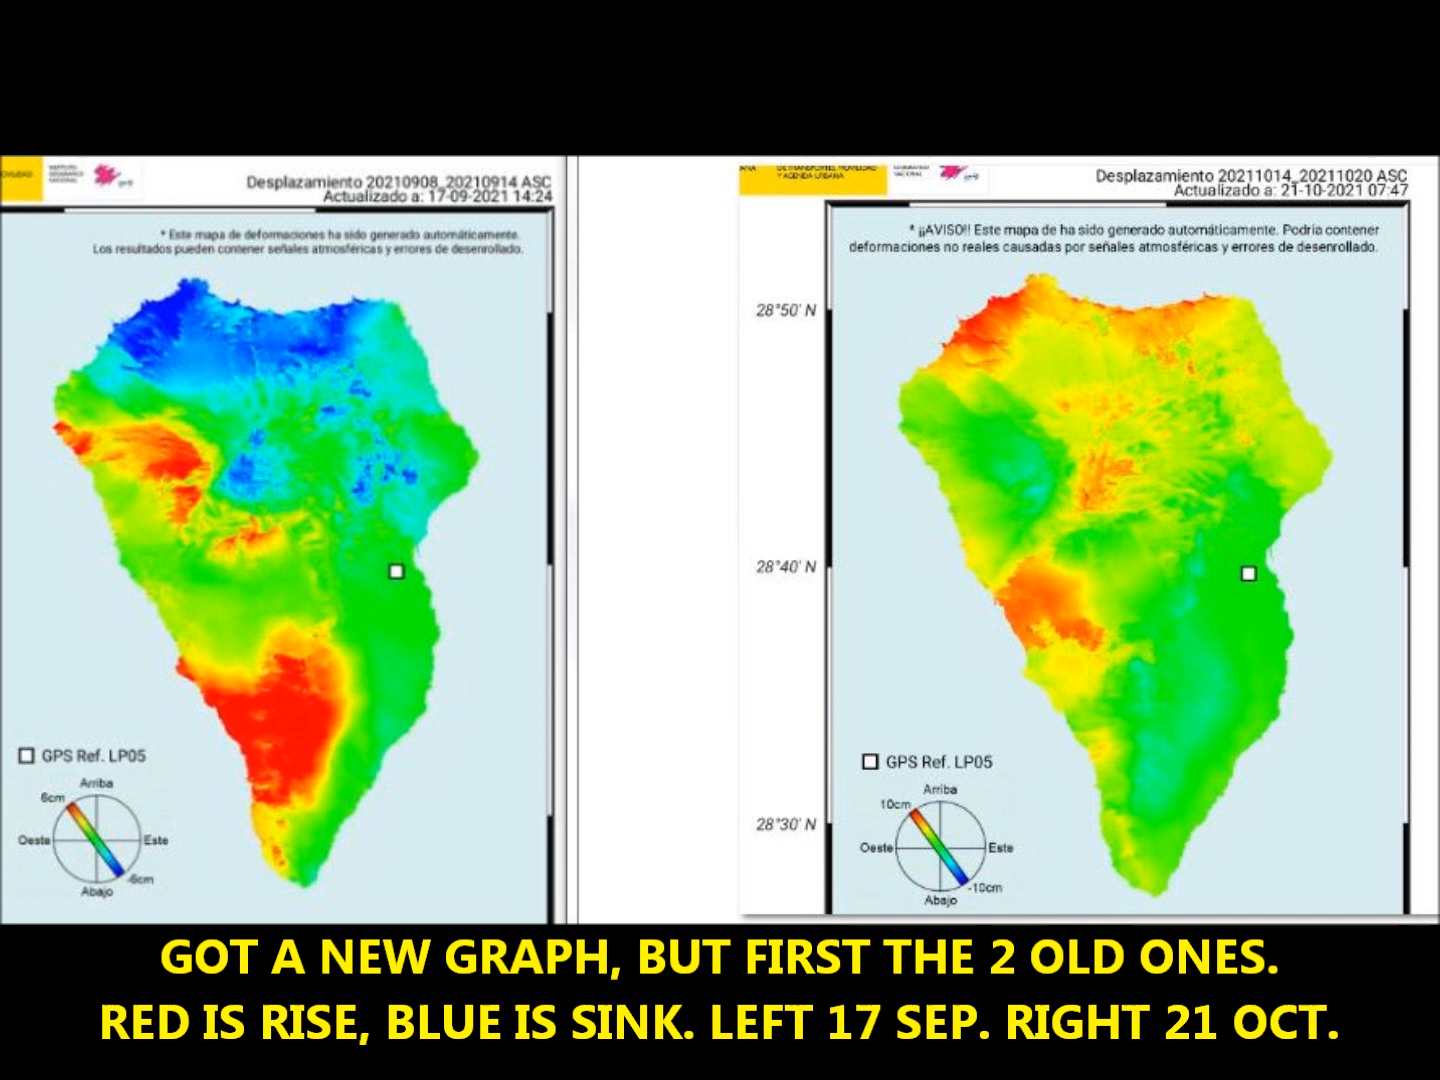 Desplazamiento 20210908_20210914 ASC
Actualizado a: 17-09-2021 14:24
* Este mapa de deformaciones ha sido generado automáticamente.
Los resultados pueden contener señales atmosféricas y errores de desenrollado.
GPS Ref. LP05
Arriba
6cm
Oeste
Este
-6cm
Abajo
DE TRANSPORTES, MOVILIDAD
Y AGENDA URBANA
Desplazamiento 20211014_20211020 ASC
Actualizado a: 21-10-2021 07:47
* ¡¡AVISO!! Este mapa de ha sido generado automáticamente. Podría contener
deformaciones no reales causadas por señales atmosféricas y errores de desenrollado.
28°50' N
28°40' N
28°30' N
GPS Ref. LP05
Arriba
10cm
Oeste
Este
-10cm
Abajo
GOT A NEW GRAPH, BUT FIRST THE 2 OLD ONES.
RED IS RISE, BLUE IS SINK. LEFT 17 SEP. RIGHT 21 OCT.